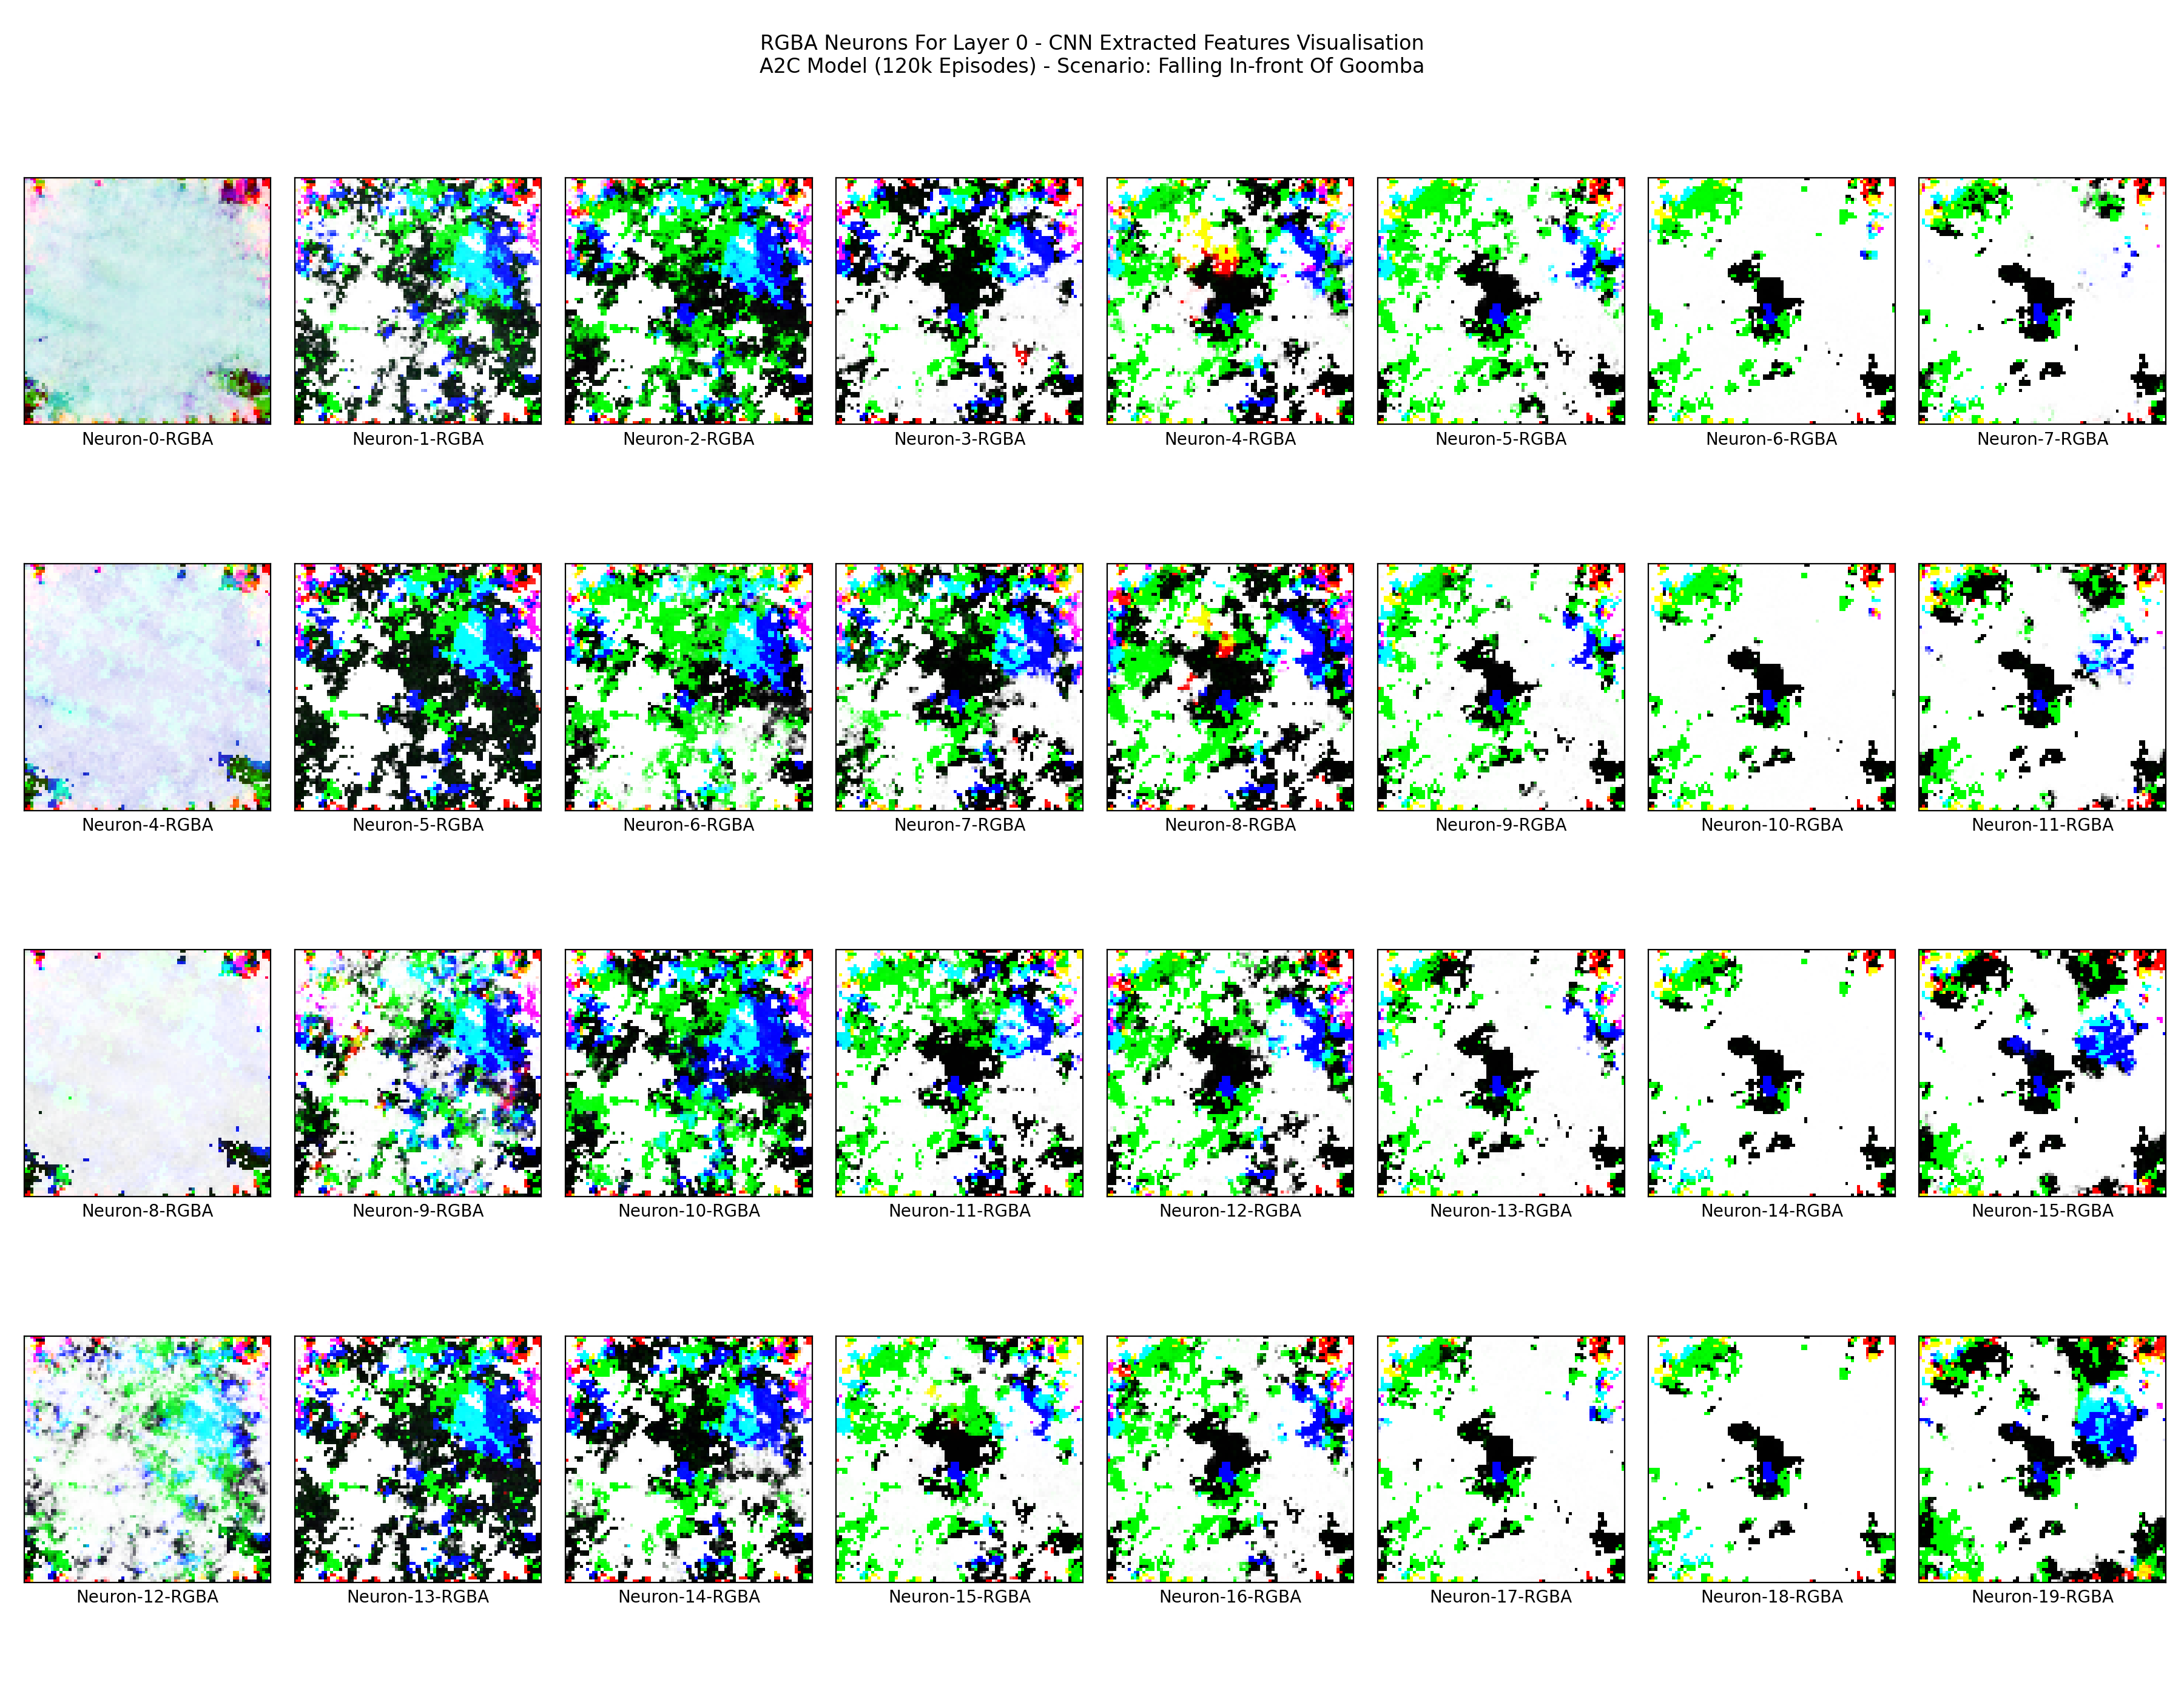 RGBA Neurons For Layer 0 - CNN Extracted Features Visualisation
A2C Model (120k Episodes) - Scenario: Falling In-front Of Goomba
Neuron-0-RGBA
Neuron-1-RGBA
Neuron-2-RGBA
Neuron-3-RGBA
Neuron-4-RGBA
Neuron-5-RGBA
Neuron-6-RGBA
Neuron-7-RGBA
Neuron-4-RGBA
Neuron-5-RGBA
Neuron-6-RGBA
Neuron-7-RGBA
Neuron-8-RGBA
Neuron-9-RGBA
Neuron-10-RGBA
Neuron-11-RGBA
Neuron-8-RGBA
Neuron-9-RGBA
Neuron-10-RGBA
Neuron-11-RGBA
Neuron-12-RGBA
Neuron-13-RGBA
Neuron-14-RGBA
Neuron-15-RGBA
Neuron-12-RGBA
Neuron-13-RGBA
Neuron-14-RGBA
Neuron-15-RGBA
Neuron-16-RGBA
Neuron-17-RGBA
Neuron-18-RGBA
Neuron-19-RGBA